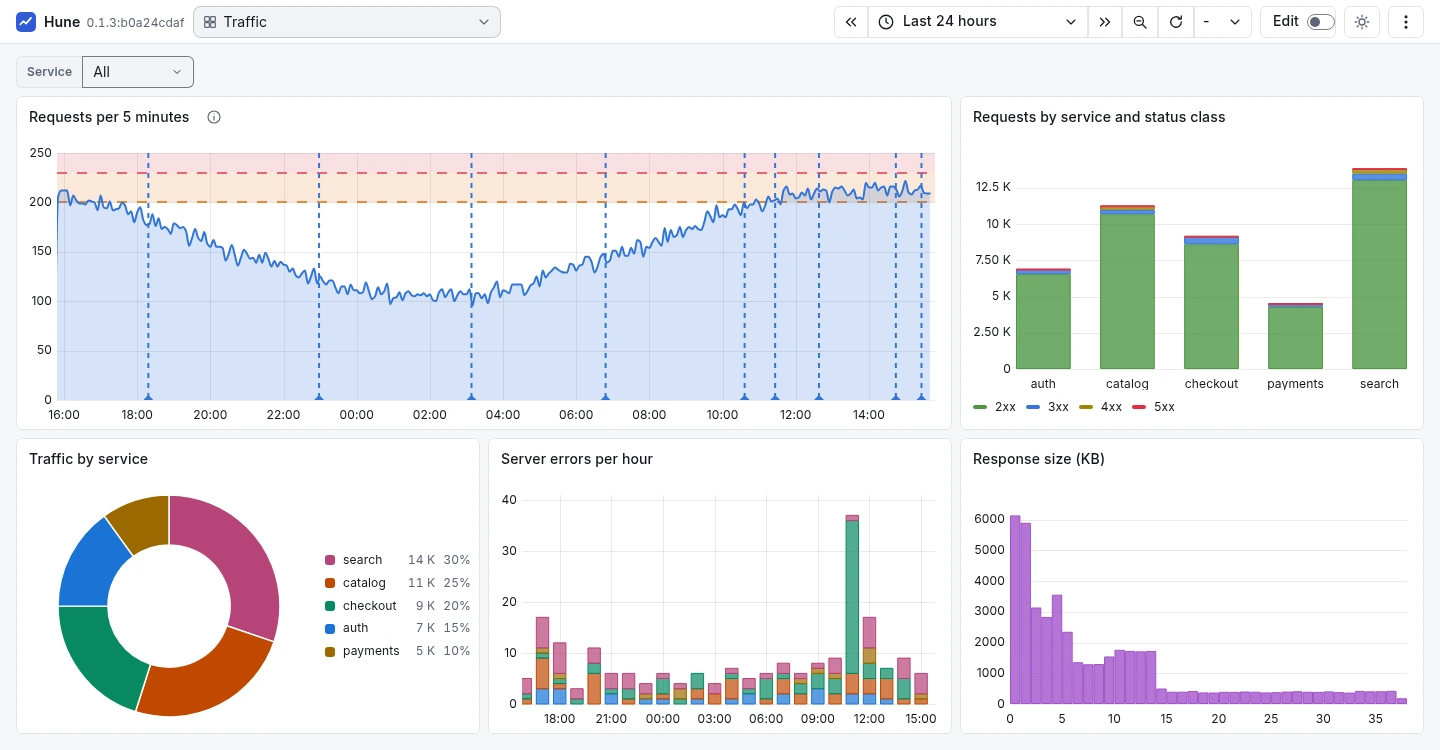 Hune 0.1.3:b0a24cdaf Traffic Last 24 hours - Edit
Service All
Requests per 5 minutes
250
200
150
100
50
0
16:00 18:00 20:00 22:00 00:00 02:00 04:00 06:00 08:00 10:00 12:00 14:00
Requests by service and status class
12.5 K
10 K
7.50 K
5 K
2.50 K
0
auth catalog checkout payments search
2xx 3xx 4xx 5xx
Traffic by service
search 14 K 30%
catalog 11 K 25%
checkout 9 K 20%
auth 7 K 15%
payments 5 K 10%
Server errors per hour
40
30
20
10
0
18:00 21:00 00:00 03:00 06:00 09:00 12:00 15:00
Response size (KB)
6000
5000
4000
3000
2000
1000
0
0 5 10 15 20 25 30 35